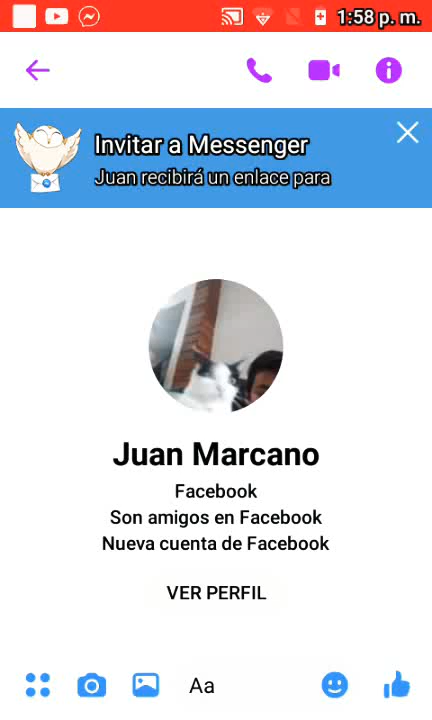 1:58 p. m.
Invitar a Messenger
Juan recibirá un enlace para
Juan Marcano
Facebook
Son amigos en Facebook
Nueva cuenta de Facebook
VER PERFIL
Aa